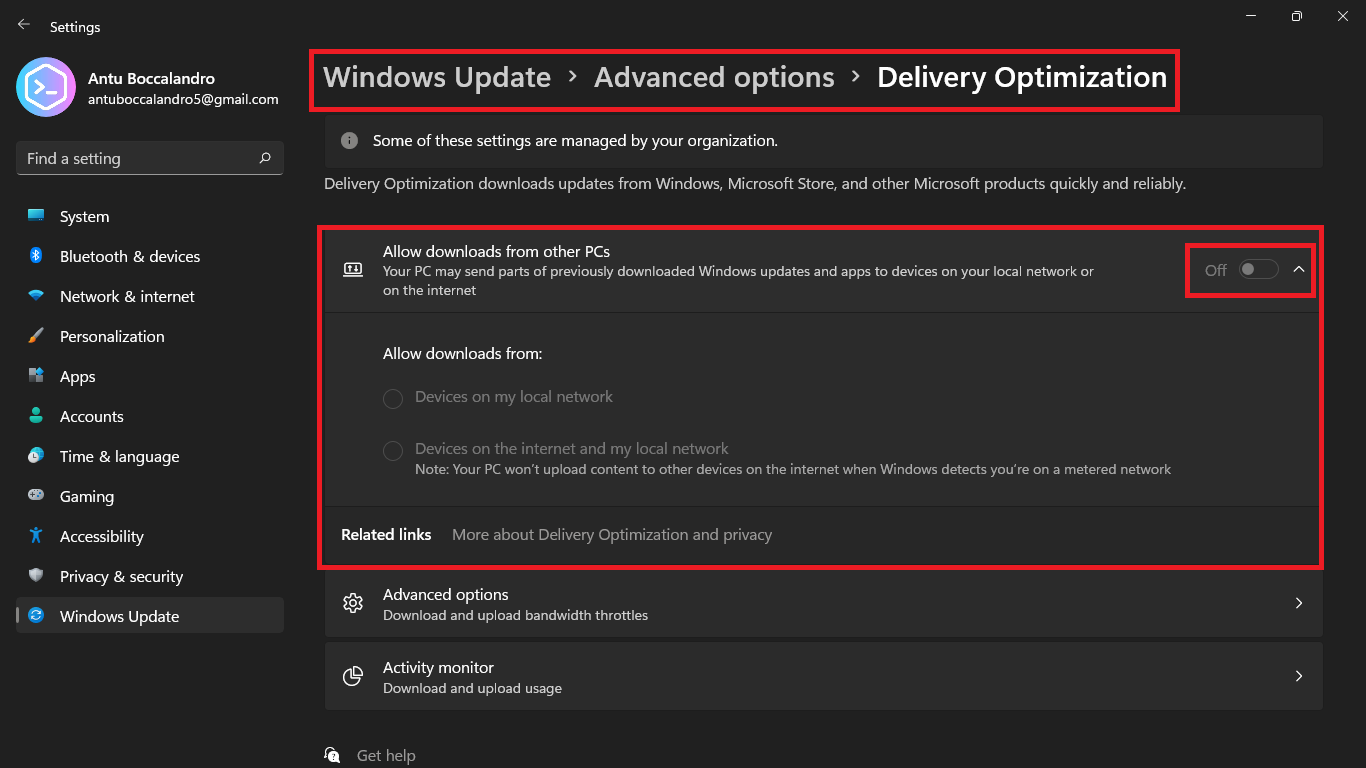 Settings
Antu Boccalandro
antuboccalandro5@gmail.com
Find a setting
System
Bluetooth & devices
Network & internet
Personalization
Apps
Accounts
Time & language
Gaming
Accessibility
Privacy & security
Windows Update
Windows Update > Advanced options > Delivery Optimization
Some of these settings are managed by your organization.
Delivery Optimization downloads updates from Windows, Microsoft Store, and other Microsoft products quickly and reliably.
Allow downloads from other PCs
Your PC may send parts of previously downloaded Windows updates and apps to devices on your local network or
on the internet
Off
Allow downloads from:
Devices on my local network
Devices on the internet and my local network
Note: Your PC won't upload content to other devices on the internet when Windows detects you're on a metered network
Related links More about Delivery Optimization and privacy
Advanced options
Download and upload bandwidth throttles
Activity monitor
Download and upload usage
Get help